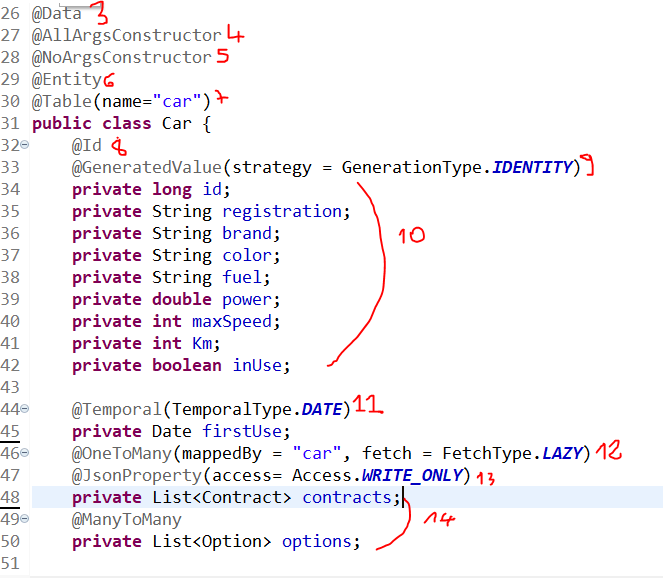 26 @Data 3
27 @AllArgsConstructor 4
28 @NoArgsConstructor 5
29 @Entity 6
30 @Table(name="car") 7
31 public class Car {
32 @Id 8
33 @GeneratedValue(strategy = GenerationType.IDENTITY) 9
34 private long id;
35 private String registration;
36 private String brand; 10
37 private String color;
38 private String fuel;
39 private double power;
40 private int maxSpeed;
41 private int Km;
42 private boolean inUse;
43
44 @Temporal(TemporalType.DATE) 11
45 private Date firstUse;
46 @OneToMany(mappedBy = "car", fetch = FetchType.LAZY) 12
47 @JsonProperty(access= Access.WRITE_ONLY) 13
48 private List<Contract> contracts;
49 @ManyToMany 14
50 private List<Option> options;
51